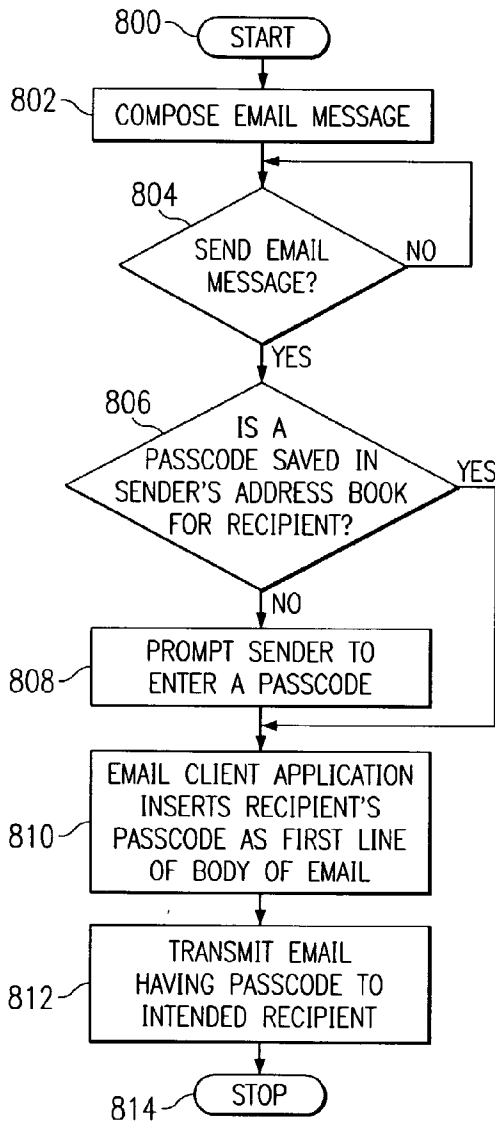 800
START
802
COMPOSE EMAIL MESSAGE
804
SEND EMAIL
MESSAGE?
NO
YES
806
IS A
PASSCODE SAVED IN
SENDER'S ADDRESS BOOK
FOR RECIPIENT?
YES
NO
808
PROMPT SENDER TO
ENTER A PASSCODE
810
EMAIL CLIENT APPLICATION
INSERTS RECIPIENT'S
PASSCODE AS FIRST LINE
OF BODY OF EMAIL
812
TRANSMIT EMAIL
HAVING PASSCODE TO
INTENDED RECIPIENT
814
STOP